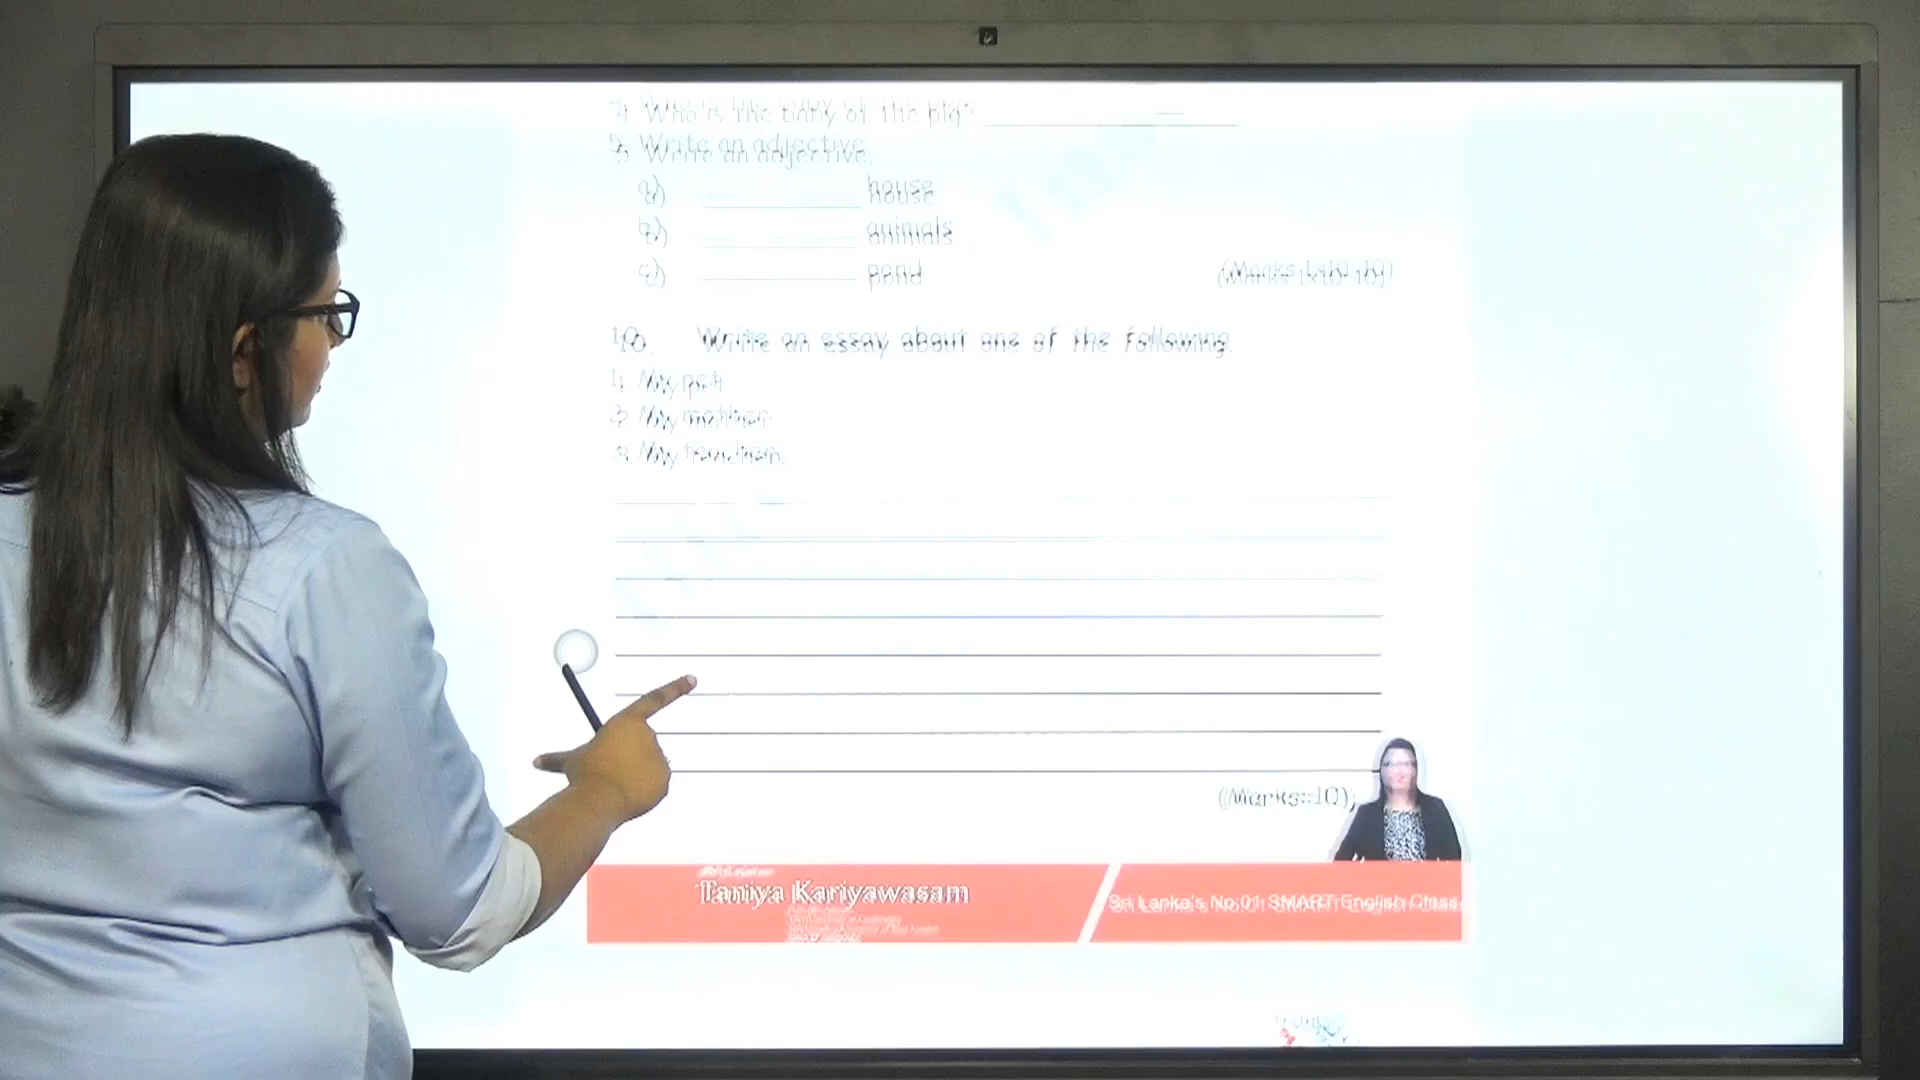 4. Who is the baby of the pig?
5. Write an adjective.
a) house
b) animals
c) pond
(Marks 1x10=10)
10. Write an essay about one of the following.
1. My pet
2. My mother
3. My teacher.
(Marks=10)
Taniya Kariyawasam
Sri Lanka's No.01 SMART English Class